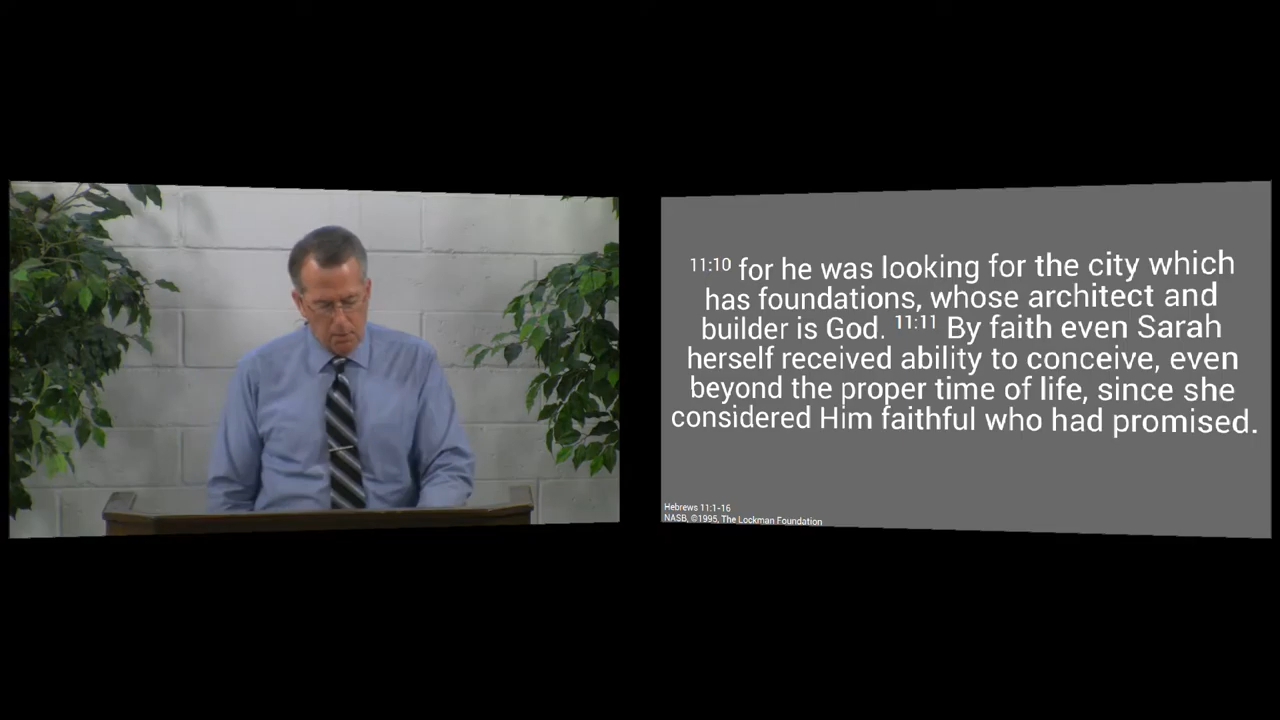 11:10 for he was looking for the city which
has foundations, whose architect and
builder is God. 11:11 By faith even Sarah
herself received ability to conceive, even
beyond the proper time of life, since she
considered Him faithful who had promised.
Hebrews 11:1-16
NASB, ©1995, The Lockman Foundation